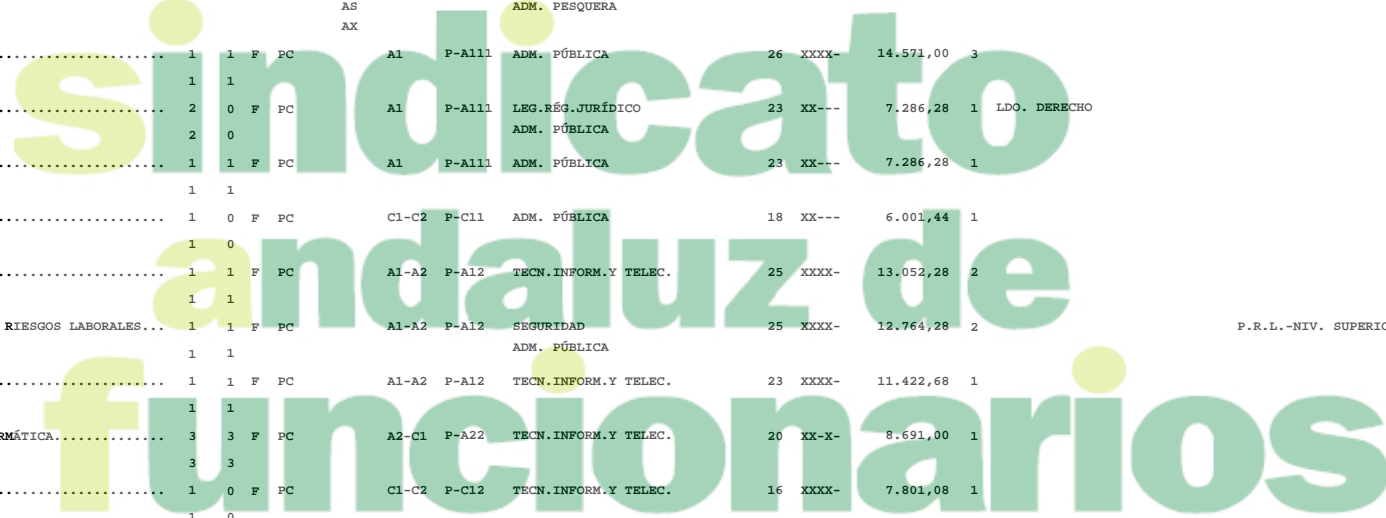 AS ADM. PESQUERA
AX
...................... 1 1 F PC A1 P-A111 ADM. PÚBLICA 26 XXXX- 14.571,00 3
1 1
...................... 2 0 F PC A1 P-A111 LEG.RÉG.JURÍDICO 23 XX--- 7.286,28 1 LDO. DERECHO
2 0 ADM. PÚBLICA
...................... 1 1 F PC A1 P-A111 ADM. PÚBLICA 23 XX--- 7.286,28 1
1 1
...................... 1 0 F PC C1-C2 P-C11 ADM. PÚBLICA 18 XX--- 6.001,44 1
1 0
...................... 1 1 F PC A1-A2 P-A12 TECN.INFORM.Y TELEC. 25 XXXX- 13.052,28 2
1 1
RIESGOS LABORALES... 1 1 F PC A1-A2 P-A12 SEGURIDAD 25 XXXX- 12.764,28 2 P.R.L.-NIV. SUPERIO
1 1 ADM. PÚBLICA
...................... 1 1 F PC A1-A2 P-A12 TECN.INFORM.Y TELEC. 23 XXXX- 11.422,68 1
1 1
RMÁTICA.............. 3 3 F PC A2-C1 P-A22 TECN.INFORM.Y TELEC. 20 XX-X- 8.691,00 1
3 3
...................... 1 0 F PC C1-C2 P-C12 TECN.INFORM.Y TELEC. 16 XXXX- 7.801,08 1
1 0
sindicato
andaluz de
funcionarios